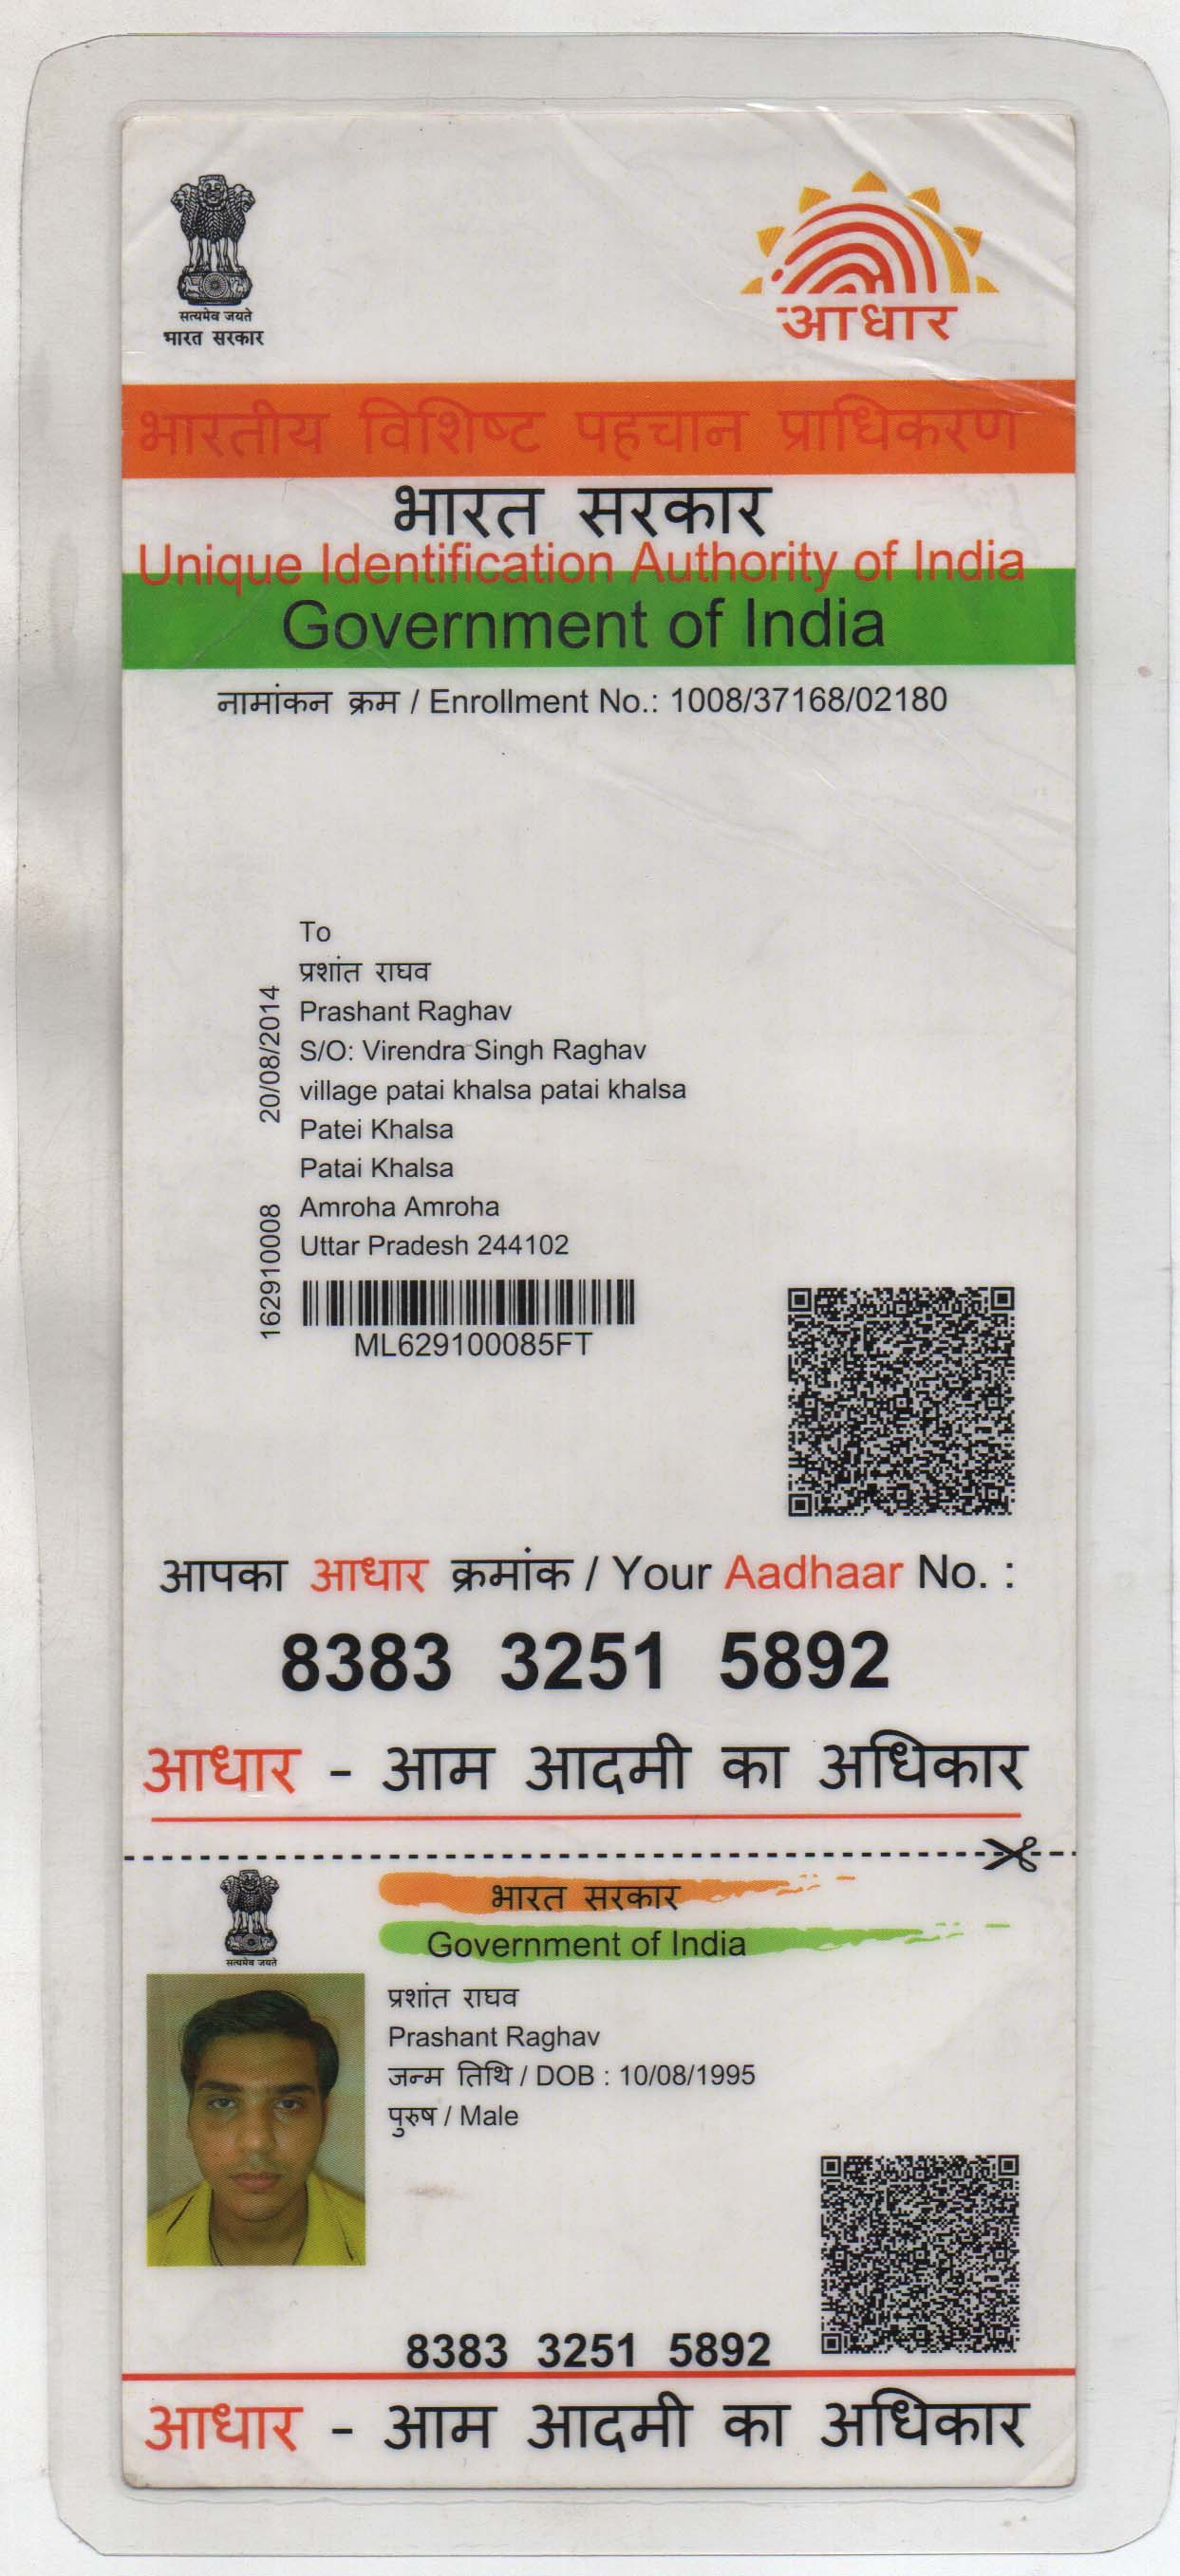 सत्यमेव जयते
भारत सरकार
आधार
भारतीय विशिष्ट पहचान प्राधिकरण
भारत सरकार
Unique Identification Authority of India
Government of India
नामांकन क्रम / Enrollment No.: 1008/37168/02180
To
प्रशांत राघव
Prashant Raghav
S/O: Virendra Singh Raghav
village patai khalsa patai khalsa
Patei Khalsa
Patai Khalsa
Amroha Amroha
Uttar Pradesh 244102
20/08/2014
162910008
ML629100085FT
आपका आधार क्रमांक / Your Aadhaar No. :
8383 3251 5892
आधार - आम आदमी का अधिकार
सत्यमेव जयते
भारत सरकार
Government of India
प्रशांत राघव
Prashant Raghav
जन्म तिथि / DOB : 10/08/1995
पुरुष / Male
8383 3251 5892
आधार - आम आदमी का अधिकार